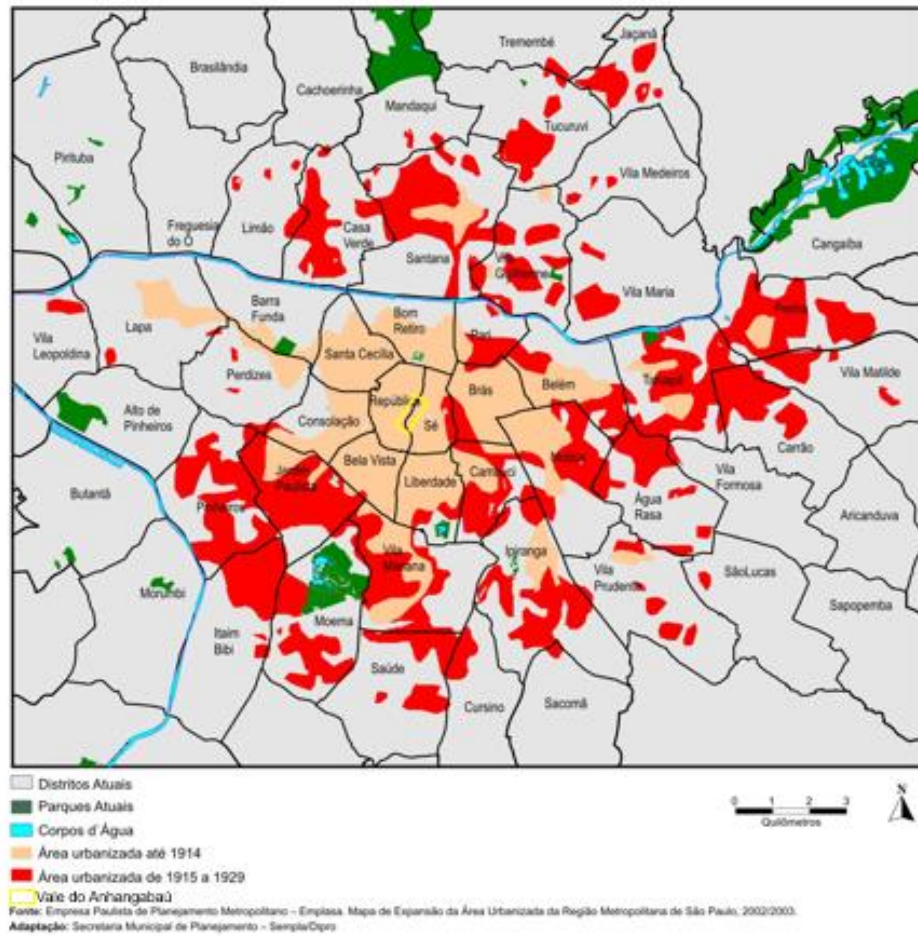 Jaçanã
Tremembé
Brasilândia
Cachoerinha
Mandaqui
Tucuruvi
Pirituba
Vila Medeiros
Freguesia
do Ó
Limão
Casa
Verde
Cangaíba
Santana
Vila Maria
Barra
Funda
Bom
Retiro
Lapa
Vila
Leopoldina
Santa Cecília
Pari
Perdizes
Brás
Belém
Tatuapé
Vila Matilde
República
Alto de
Pinheiros
Consolação
Sé
Carrão
Bela Vista
Mooca
Vila
Formosa
Jardim
Paulista
Liberdade
Cambuci
Butantã
Pinheiros
Água
Rasa
Aricanduva
Vila
Mariana
Ipiranga
Vila
Prudente
SãoLucas
Morumbi
Sapopemba
Moema
Itaim
Bibi
Saúde
Cursino
Sacomã
Distritos Atuais
Parques Atuais
Corpos d´Água
Área urbanizada até 1914
Área urbanizada de 1915 a 1929
Vale do Anhangabaú
0 1 2 3
Quilômetros
N
Fonte: Empresa Paulista de Planejamento Metropolitano – Emplasa. Mapa de Expansão da Área Urbanizada da Região Metropolitana de São Paulo, 2002/2003.
Adaptação: Secretaria Municipal de Planejamento – Sempla/Dipro